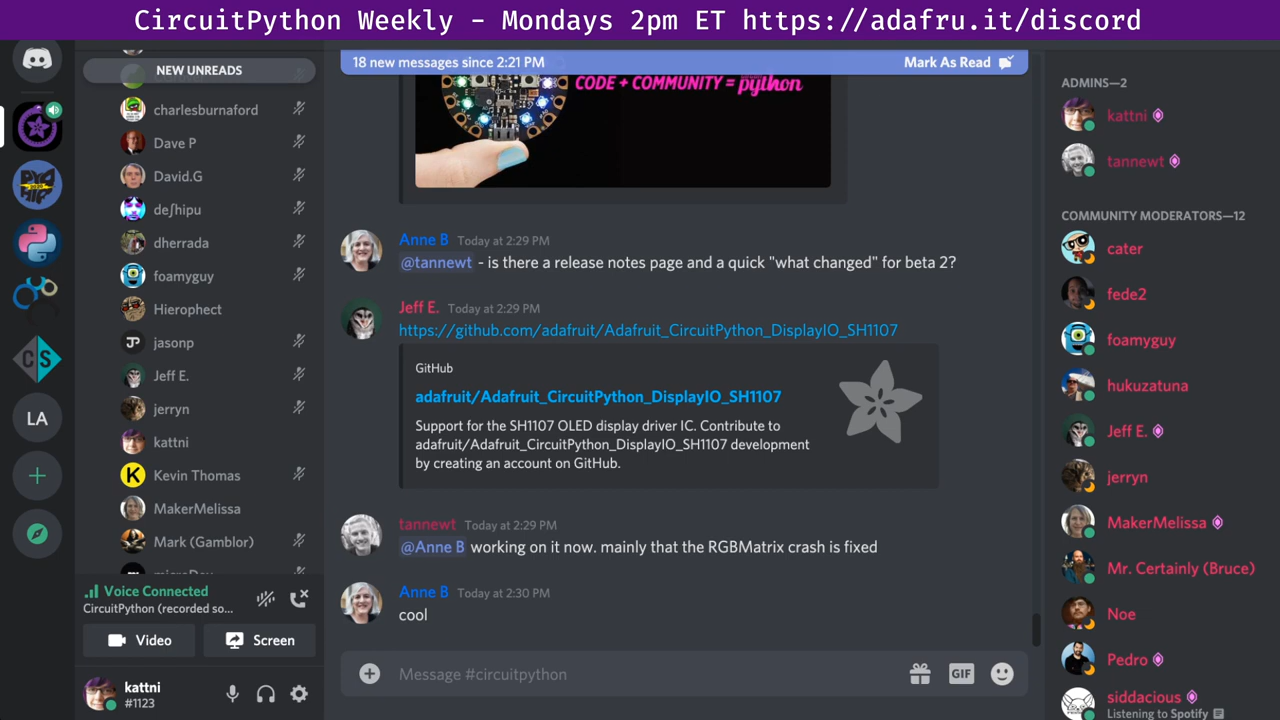 CircuitPython Weekly - Mondays 2pm ET https://adafru.it/discord
NEW UNREADS
charlesburnaford
Dave P
David.G
deʃhipu
dherrada
foamyguy
Hierophect
jasonp
Jeff E.
jerryn
kattni
Kevin Thomas
MakerMelissa
Mark (Gamblor)
Voice Connected
CircuitPython (recorded so...
Video
Screen
kattni
#1123
LA
18 new messages since 2:21 PM
Mark As Read
CODE + COMMUNITY = python
Anne B Today at 2:29 PM
@tannewt - is there a release notes page and a quick "what changed" for beta 2?
Jeff E. Today at 2:29 PM
https://github.com/adafruit/Adafruit_CircuitPython_DisplayIO_SH1107
GitHub
adafruit/Adafruit_CircuitPython_DisplayIO_SH1107
Support for the SH1107 OLED display driver IC. Contribute to
adafruit/Adafruit_CircuitPython_DisplayIO_SH1107 development
by creating an account on GitHub.
tannewt Today at 2:29 PM
@Anne B working on it now. mainly that the RGBMatrix crash is fixed
Anne B Today at 2:30 PM
cool
Message #circuitpython
GIF
ADMINS—2
kattni
tannewt
COMMUNITY MODERATORS—12
cater
fede2
foamyguy
hukuzatuna
Jeff E.
jerryn
MakerMelissa
Mr. Certainly (Bruce)
Noe
Pedro
siddacious
Listening to Spotify